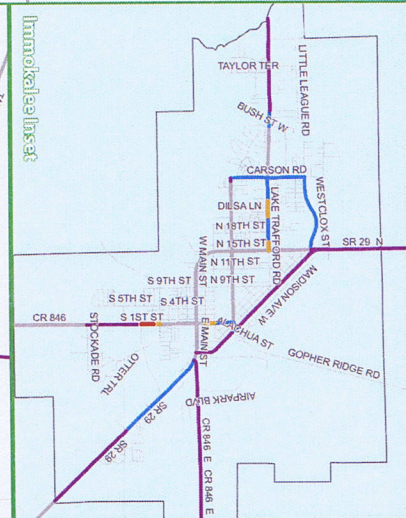 Immokalee Inset
TAYLOR TER
LITTLE LEAGUE RD
BUSH ST W
CARSON RD
DILSA LN
LAKE TRAFFORD RD
WESTCLOX ST
N 18TH ST
N 15TH ST
SR 29 N
W MAIN ST
N 11TH ST
S 9TH ST
N 9TH ST
MADISON AVE W
S 5TH ST
S 4TH ST
CR 846
STOCKADE RD
S 1ST ST
E MAIN ST
ALACHUA ST
GOPHER RIDGE RD
OTTER TRL
AIRPARK BLVD
SR 29
SR 29
CR 846 E
CR 846 E